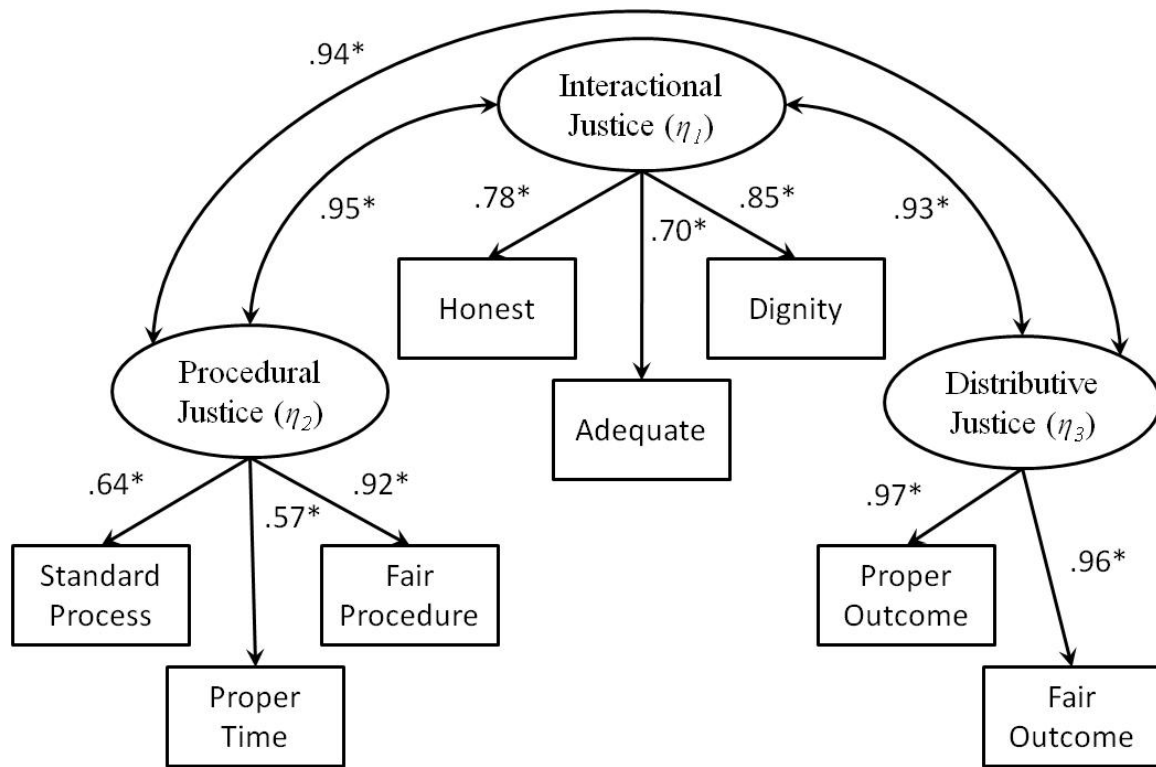 .94*
Interactional
Justice (η1)
.95*
.78*
.70*
.85*
.93*
Honest
Dignity
Adequate
Procedural
Justice (η2)
Distributive
Justice (η3)
.64*
.57*
.92*
.97*
.96*
Standard
Process
Fair
Procedure
Proper
Outcome
Proper
Time
Fair
Outcome